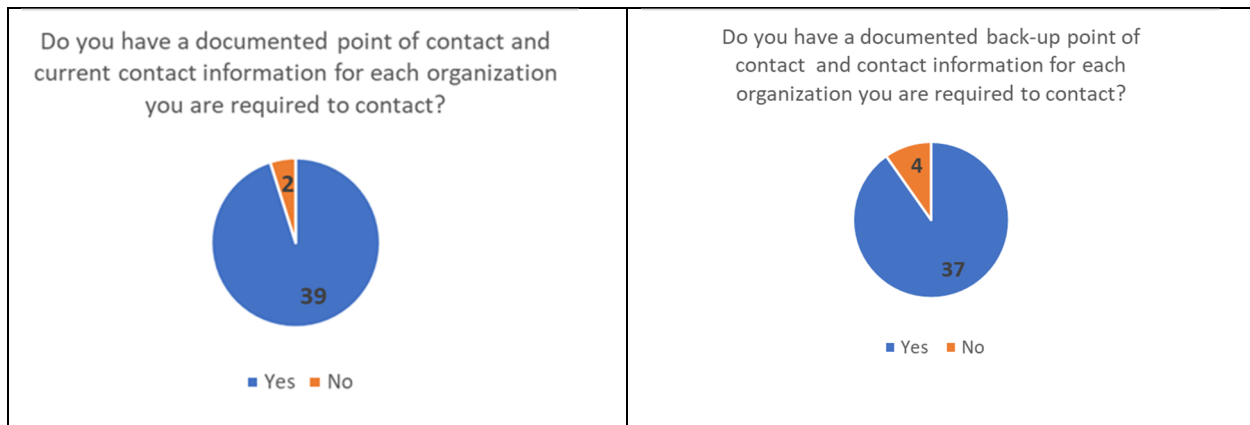 Do you have a documented point of contact and
current contact information for each organization
you are required to contact?
2
39
Yes No
Do you have a documented back-up point of
contact and contact information for each
organization you are required to contact?
4
37
Yes No